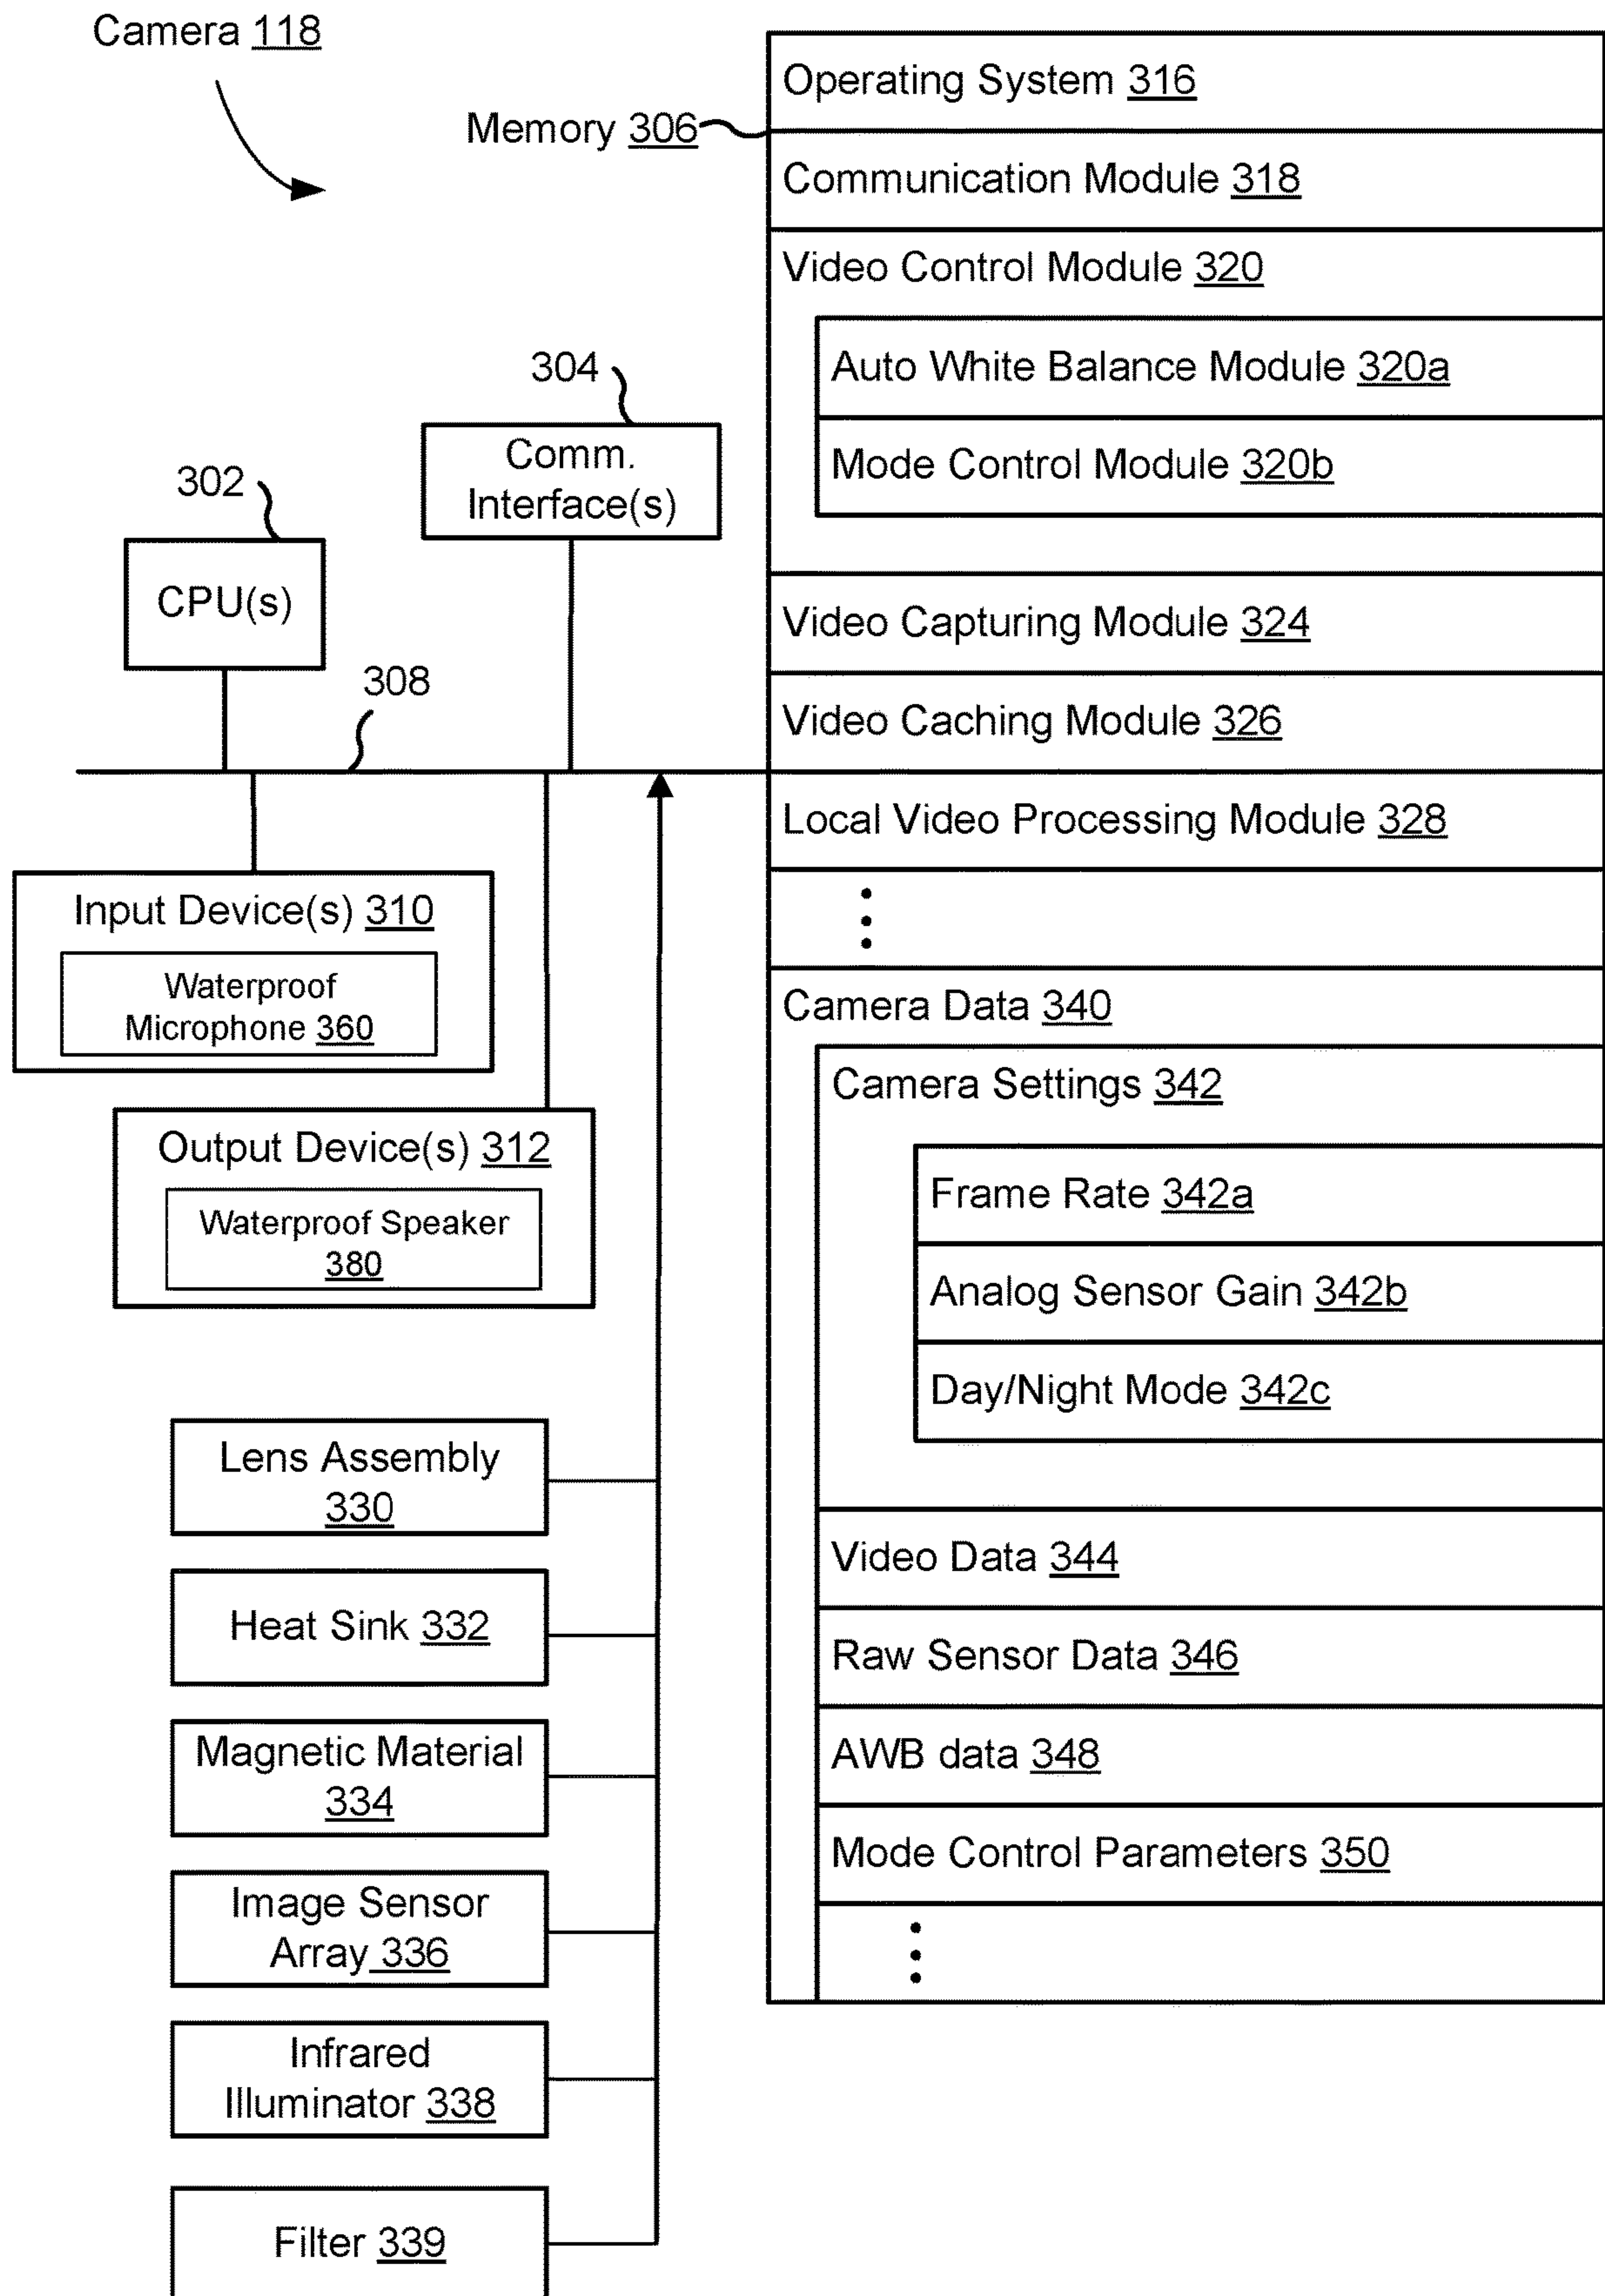 Camera 118
Memory 306
304
Comm.
Interface(s)
302
CPU(s)
308
Input Device(s) 310
Waterproof
Microphone 360
Output Device(s) 312
Waterproof Speaker
380
Lens Assembly
330
Heat Sink 332
Magnetic Material
334
Image Sensor
Array 336
Infrared
Illuminator 338
Filter 339
Operating System 316
Communication Module 318
Video Control Module 320
Auto White Balance Module 320a
Mode Control Module 320b
Video Capturing Module 324
Video Caching Module 326
Local Video Processing Module 328
Camera Data 340
Camera Settings 342
Frame Rate 342a
Analog Sensor Gain 342b
Day/Night Mode 342c
Video Data 344
Raw Sensor Data 346
AWB data 348
Mode Control Parameters 350